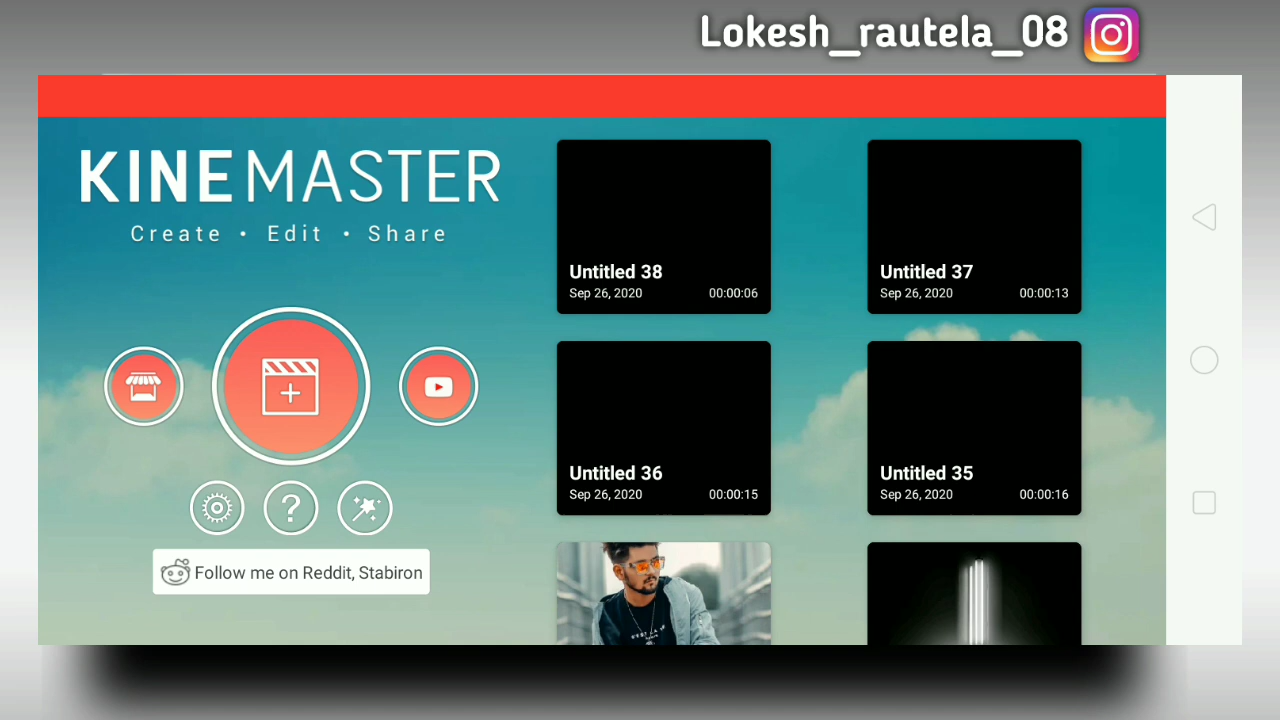 Lokesh_rautela_08
KINEMASTER
Create • Edit • Share
Untitled 38
Sep 26, 2020 00:00:06
Untitled 37
Sep 26, 2020 00:00:13
Untitled 36
Sep 26, 2020 00:00:15
Untitled 35
Sep 26, 2020 00:00:16
?
Follow me on Reddit, Stabiron